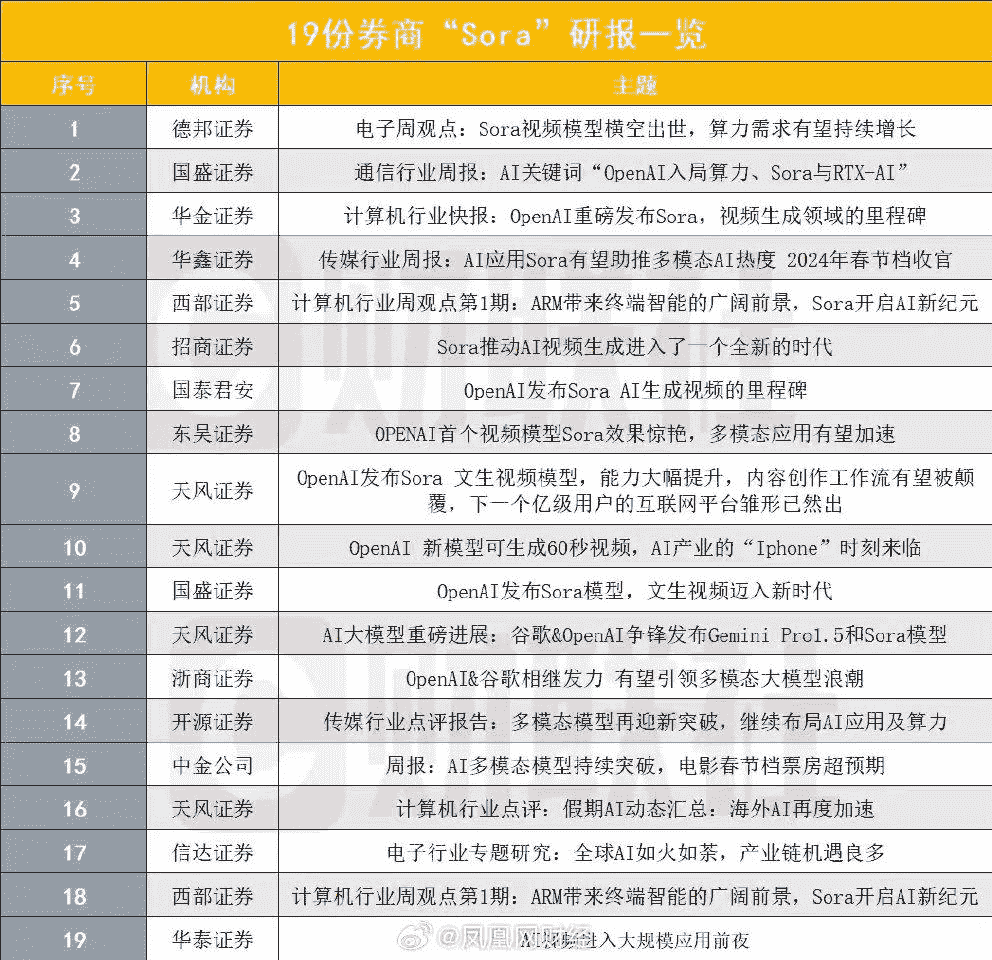 19份券商“Sora”研报一览
序号 机构 主题
1 德邦证券 电子周观点：Sora视频模型横空出世，算力需求有望持续增长
2 国盛证券 通信行业周报：AI关键词“OpenAI入局算力、Sora与RTX-AI”
3 华金证券 计算机行业快报：OpenAI重磅发布Sora，视频生成领域的里程碑
4 华鑫证券 传媒行业周报：AI应用Sora有望助推多模态AI热度 2024年春节档收官
5 西部证券 计算机行业周观点第1期：ARM带来终端智能的广阔前景，Sora开启AI新纪元
6 招商证券 Sora推动AI视频生成进入了一个全新的时代
7 国泰君安 OpenAI发布Sora AI生成视频的里程碑
8 东吴证券 OPENAI首个视频模型Sora效果惊艳，多模态应用有望加速
9 天风证券 OpenAI发布Sora 文生视频模型，能力大幅提升，内容创作工作流有望被颠
覆，下一个亿级用户的互联网平台雏形已然出
10 天风证券 OpenAI 新模型可生成60秒视频，AI产业的“Iphone”时刻来临
11 国盛证券 OpenAI发布Sora模型，文生视频迈入新时代
12 天风证券 AI大模型重磅进展：谷歌&OpenAI争锋发布Gemini Pro1.5和Sora模型
13 浙商证券 OpenAI&谷歌相继发力 有望引领多模态大模型浪潮
14 开源证券 传媒行业点评报告：多模态模型再迎新突破，继续布局AI应用及算力
15 中金公司 周报：AI多模态模型持续突破，电影春节档票房超预期
16 天风证券 计算机行业点评：假期AI动态汇总：海外AI再度加速
17 信达证券 电子行业专题研究：全球AI如火如荼，产业链机遇良多
18 西部证券 计算机行业周观点第1期：ARM带来终端智能的广阔前景，Sora开启AI新纪元
19 华泰证券 AI视频进入大规模应用前夜
@凤凰网财经
财联社
财联社